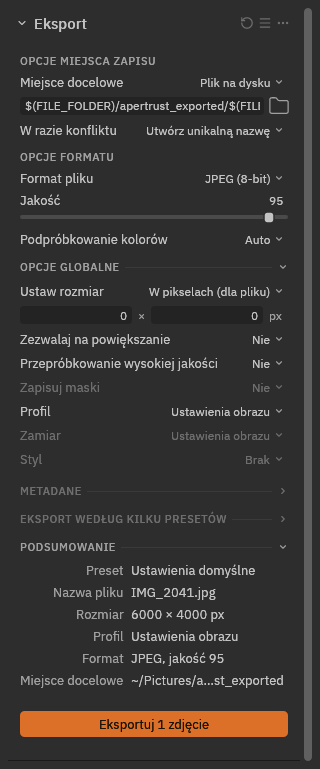 Eksport
OPCJE MIEJSCA ZAPISU
Miejsce docelowe Plik na dysku
$(FILE_FOLDER)/apertrust_exported/$(FILI
W razie konfliktu Utwórz unikalną nazwę
OPCJE FORMATU
Format pliku JPEG (8-bit)
Jakość 95
Podpróbkowanie kolorów Auto
OPCJE GLOBALNE
Ustaw rozmiar W pikselach (dla pliku)
0 × 0 px
Zezwalaj na powiększanie Nie
Przepróbkowanie wysokiej jakości Nie
Zapisuj maski Nie
Profil Ustawienia obrazu
Zamiar Ustawienia obrazu
Styl Brak
METADANE
EKSPORT WEDŁUG KILKU PRESETÓW
PODSUMOWANIE
Preset Ustawienia domyślne
Nazwa pliku IMG_2041.jpg
Rozmiar 6000 × 4000 px
Profil Ustawienia obrazu
Format JPEG, jakość 95
Miejsce docelowe ~/Pictures/a...st_exported
Eksportuj 1 zdjęcie